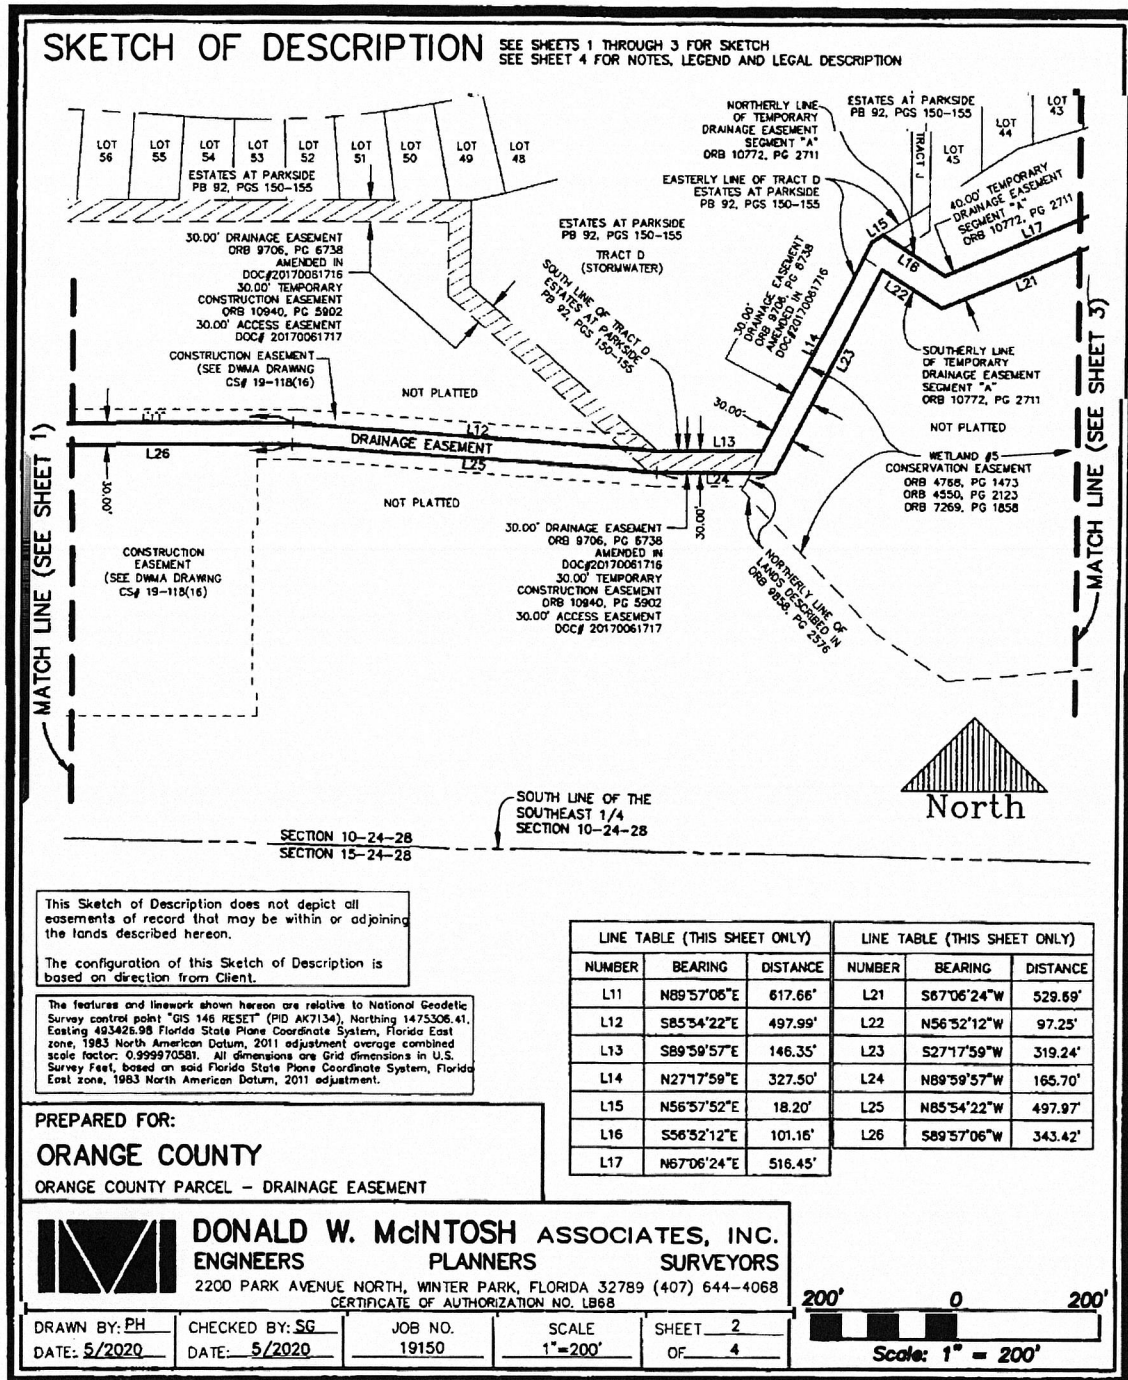 SKETCH OF DESCRIPTION
SEE SHEETS 1 THROUGH 3 FOR SKETCH
SEE SHEET 4 FOR NOTES, LEGEND AND LEGAL DESCRIPTION
LOT 56
LOT 55
LOT 54
LOT 53
LOT 52
LOT 51
LOT 50
LOT 49
LOT 48
ESTATES AT PARKSIDE
PB 92, PGS 150-155
NORTHERLY LINE
OF TEMPORARY
DRAINAGE EASEMENT
SEGMENT "A"
ORB 10772, PG 2711
ESTATES AT PARKSIDE
PB 92, PGS 150-155
TRACT J
LOT 45
LOT 44
LOT 43
EASTERLY LINE OF TRACT D
ESTATES AT PARKSIDE
PB 92, PGS 150-155
40.00' TEMPORARY
DRAINAGE EASEMENT
SEGMENT "A"
ORB 10772, PG 2711
30.00' DRAINAGE EASEMENT
ORB 9706, PG 6738
AMENDED IN
DOC#20170061716
30.00' TEMPORARY
CONSTRUCTION EASEMENT
ORB 10940, PG 5902
30.00' ACCESS EASEMENT
DOC# 20170061717
ESTATES AT PARKSIDE
PB 92, PGS 150-155
TRACT D
(STORMWATER)
SOUTH LINE OF TRACT D
ESTATES AT PARKSIDE
PB 92, PGS 150-155
30.00'
DRAINAGE EASEMENT
ORB 9706, PG 6738
AMENDED IN
DOC#20170061716
L15
L16
L17
L22
L21
L14
L23
CONSTRUCTION EASEMENT
(SEE DWMA DRAWING
CS# 19-118(16)
NOT PLATTED
SOUTHERLY LINE
OF TEMPORARY
DRAINAGE EASEMENT
SEGMENT "A"
ORB 10772, PG 2711
NOT PLATTED
30.00'
L11
L12
L13
DRAINAGE EASEMENT
L26
L25
L24
30.00'
30.00'
NOT PLATTED
WETLAND #5
CONSERVATION EASEMENT
ORB 4768, PG 1473
ORB 4550, PG 2123
ORB 7269, PG 1858
MATCH LINE (SEE SHEET 1)
MATCH LINE (SEE SHEET 3)
CONSTRUCTION
EASEMENT
(SEE DWMA DRAWING
CS# 19-118(16)
30.00' DRAINAGE EASEMENT
ORB 9706, PG 6738
AMENDED IN
DOC#20170061716
30.00' TEMPORARY
CONSTRUCTION EASEMENT
ORB 10940, PG 5902
30.00' ACCESS EASEMENT
DOC# 20170061717
NORTHERLY LINE OF
LANDS DESCRIBED IN
ORB 9858, PG 2576
North
SOUTH LINE OF THE
SOUTHEAST 1/4
SECTION 10-24-28
SECTION 10-24-28
SECTION 15-24-28
This Sketch of Description does not depict all
easements of record that may be within or adjoining
the lands described hereon.
The configuration of this Sketch of Description is
based on direction from Client.
The features and linework shown hereon are relative to National Geodetic
Survey control point "GIS 146 RESET" (PID AK7134), Northing 1475306.41,
Easting 493426.98 Florida State Plane Coordinate System, Florida East
zone, 1983 North American Datum, 2011 adjustment average combined
scale factor: 0.999970581. All dimensions are Grid dimensions in U.S.
Survey Feet, based on said Florida State Plane Coordinate System, Florida
East zone, 1983 North American Datum, 2011 adjustment.
LINE TABLE (THIS SHEET ONLY) LINE TABLE (THIS SHEET ONLY)
NUMBER BEARING DISTANCE NUMBER BEARING DISTANCE
L11 N89°57'06"E 617.66' L21 S67°06'24"W 529.69'
L12 S85°54'22"E 497.99' L22 N56°52'12"W 97.25'
L13 S89°59'57"E 146.35' L23 S27°17'59"W 319.24'
L14 N27°17'59"E 327.50' L24 N89°59'57"W 165.70'
L15 N56°57'52"E 18.20' L25 N85°54'22"W 497.97'
L16 S56°52'12"E 101.16' L26 S89°57'06"W 343.42'
L17 N67°06'24"E 516.45'
PREPARED FOR:
ORANGE COUNTY
ORANGE COUNTY PARCEL - DRAINAGE EASEMENT
DONALD W. McINTOSH ASSOCIATES, INC.
ENGINEERS PLANNERS SURVEYORS
2200 PARK AVENUE NORTH, WINTER PARK, FLORIDA 32789 (407) 644-4068
CERTIFICATE OF AUTHORIZATION NO. LB68
DRAWN BY: PH
DATE: 5/2020
CHECKED BY: SG
DATE: 5/2020
JOB NO.
19150
SCALE
1"=200'
SHEET 2
OF 4
200' 0 200'
Scale: 1" = 200'